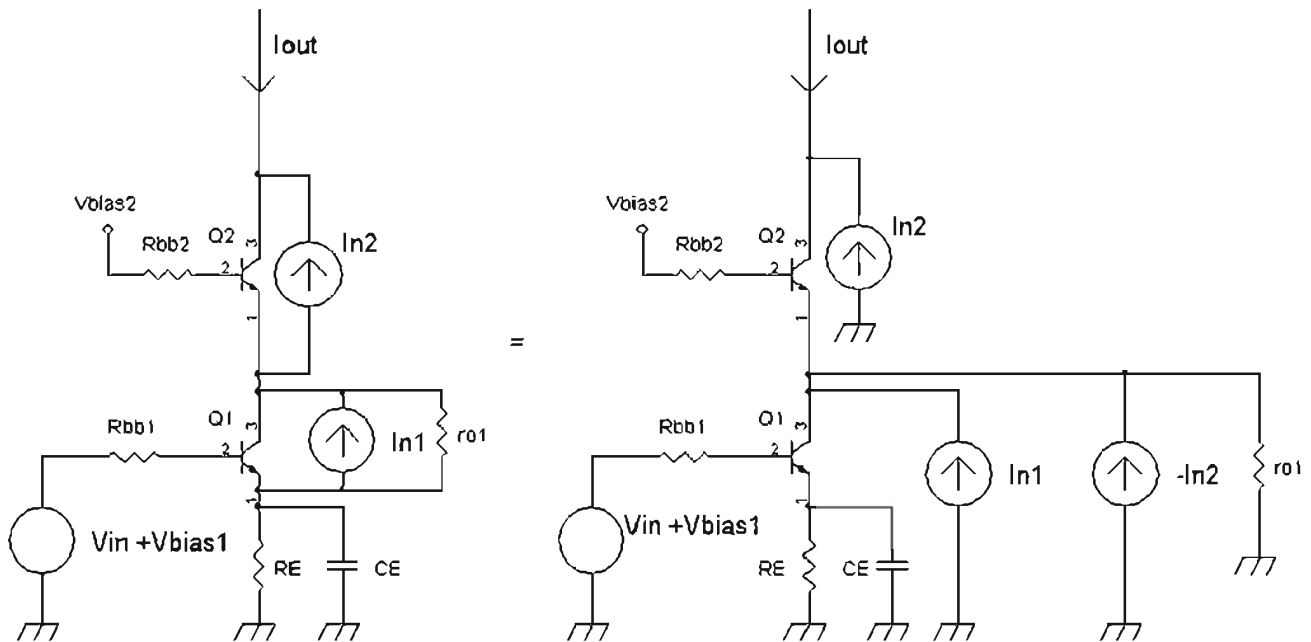 Iout
Vbias2
Rbb2
Q2
3
2
1
In2
Rbb1
Q1
3
2
1
In1
ro1
Vin +Vbias1
RE
CE
=
Iout
Vbias2
Rbb2
Q2
3
2
1
In2
Rbb1
Q1
3
2
1
In1
-In2
ro1
Vin +Vbias1
RE
CE